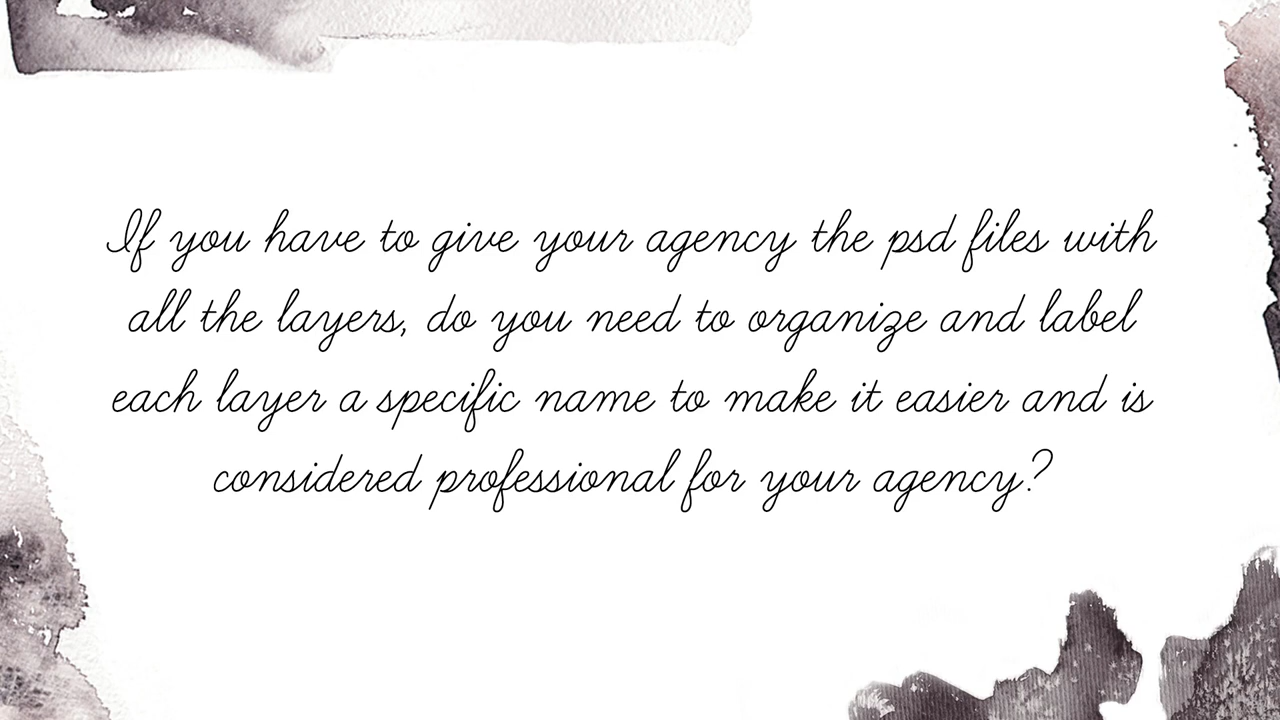 If you have to give your agency the psd files with
all the layers, do you need to organize and label
each layer a specific name to make it easier and is
considered professional for your agency?